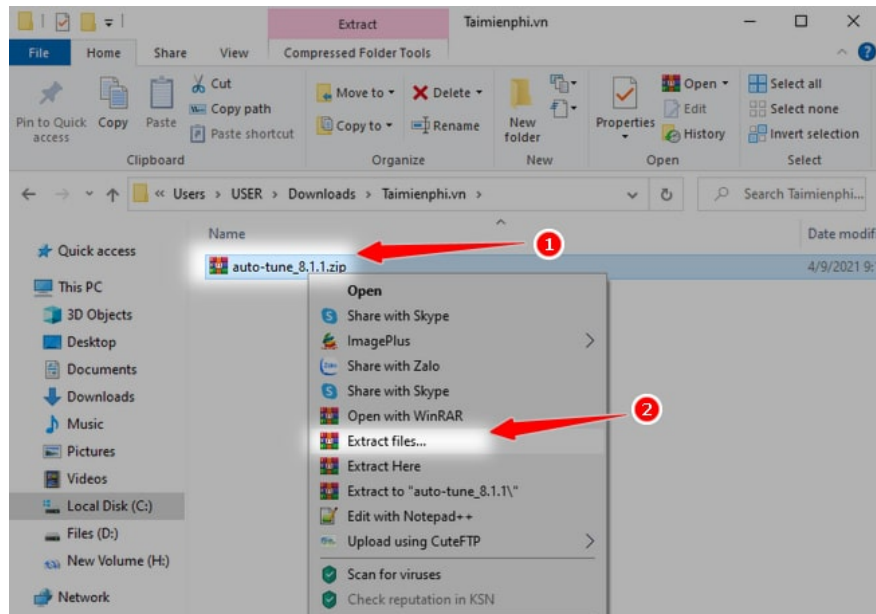 Extract
Taimienphi.vn
File
Home
Share
View
Compressed Folder Tools
Pin to Quick access
Copy
Paste
Cut
Copy path
Paste shortcut
Clipboard
Move to
Copy to
Delete
Rename
Organize
New folder
New
Properties
Open
Edit
History
Open
Select all
Select none
Invert selection
Select
« Users > USER > Downloads > Taimienphi.vn >
Search Taimienphi...
Name
Date modif
Quick access
This PC
3D Objects
Desktop
Documents
Downloads
Music
Pictures
Videos
Local Disk (C:)
Files (D:)
New Volume (H:)
Network
auto-tune_8.1.1.zip
4/9/2021 9:
1
Open
Share with Skype
ImagePlus
Share with Zalo
Share with Skype
Open with WinRAR
Extract files...
2
Extract Here
Extract to "auto-tune_8.1.1\"
Edit with Notepad++
Upload using CuteFTP
Scan for viruses
Check reputation in KSN